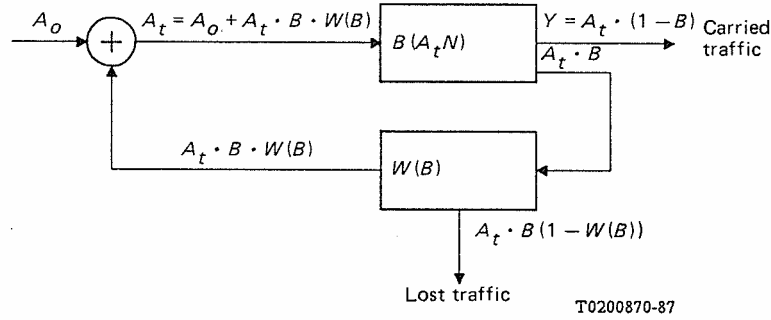 A_o
A_t = A_o + A_t · B · W(B)
+
B(A_t N)
Y = A_t · (1 – B)
Carried
traffic
A_t · B
A_t · B · W(B)
W(B)
A_t · B (1 – W(B))
Lost traffic
T0200870-87